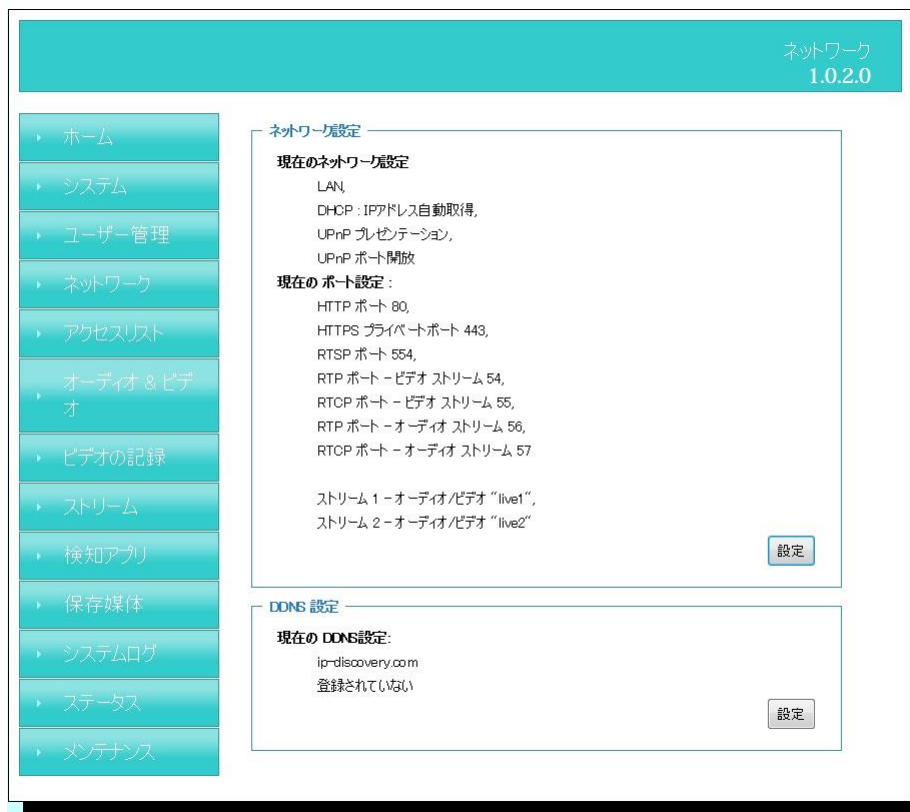 ネットワーク
1.0.2.0
ホーム
システム
ユーザー管理
ネットワーク
アクセスリスト
オーディオ & ビデ
オ
ビデオの記録
ストリーム
検知アプリ
保存媒体
システムログ
ステータス
メンテナンス
ネットワーク設定
現在のネットワーク設定
LAN,
DHCP : IPアドレス自動取得,
UPnP プレゼンテーション,
UPnP ポート開放
現在の ポート設定 :
HTTP ポート 80,
HTTPS プライベートポート 443,
RTSP ポート 554,
RTP ポート - ビデオ ストリーム 54,
RTCP ポート - ビデオ ストリーム 55,
RTP ポート - オーディオ ストリーム 56,
RTCP ポート - オーディオ ストリーム 57
ストリーム 1 - オーディオ/ビデオ “live1”,
ストリーム 2 - オーディオ/ビデオ “live2”
設定
DDNS 設定
現在の DDNS設定:
ip-discovery.com
登録されていない
設定